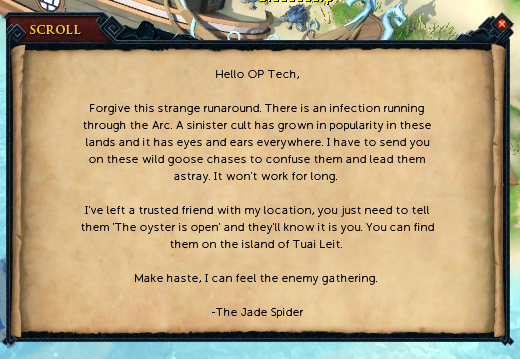 SCROLL
Hello OP Tech,
Forgive this strange runaround. There is an infection running
through the Arc. A sinister cult has grown in popularity in these
lands and it has eyes and ears everywhere. I have to send you
on these wild goose chases to confuse them and lead them
astray. It won't work for long.
I've left a trusted friend with my location, you just need to tell
them 'The oyster is open' and they'll know it is you. You can find
them on the island of Tuai Leit.
Make haste, I can feel the enemy gathering.
-The Jade Spider